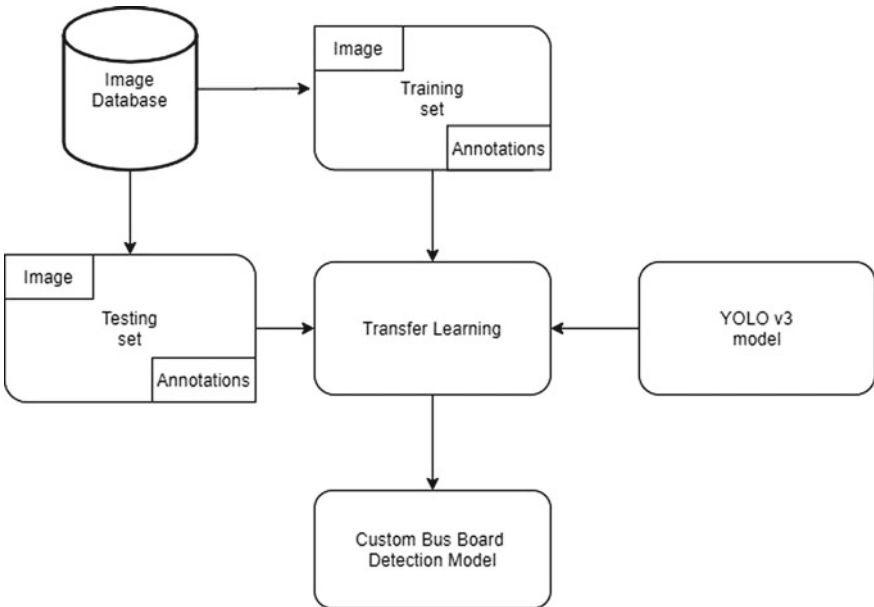 Image
Database
Image
Training
set
Annotations
Image
Testing
set
Annotations
Transfer Learning
YOLO v3
model
Custom Bus Board
Detection Model